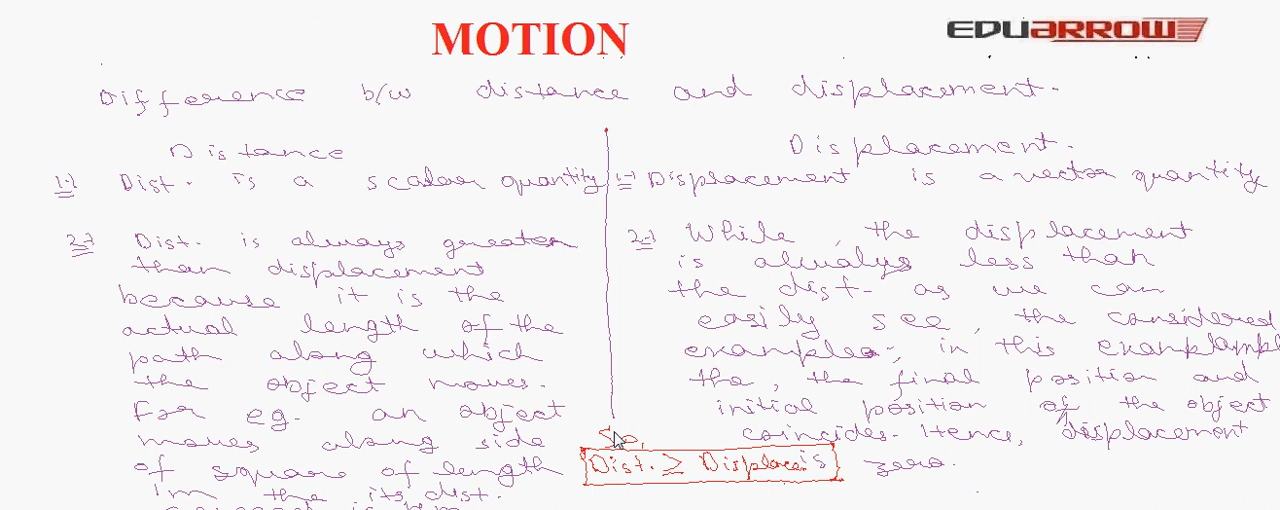 MOTION
EDUARROW
Difference b/w distance and displacement.
Distance
1-) Dist. is a scalar quantity
2-) Dist. is always greater
than displacement
because it is the
actual length of the
path along which
the object moves.
For eg. an object
moves along side
of square of length
1m the its dist.
Displacement.
1-) Displacement is a vector quantity
2-) While, the displacement
is always less than
the dist- as we can
easily see, the considered
example, in this
the, the final position and
initial position of the object
coincides. Hence, displacement
is zero.
So,
Dist. ≥ Displace